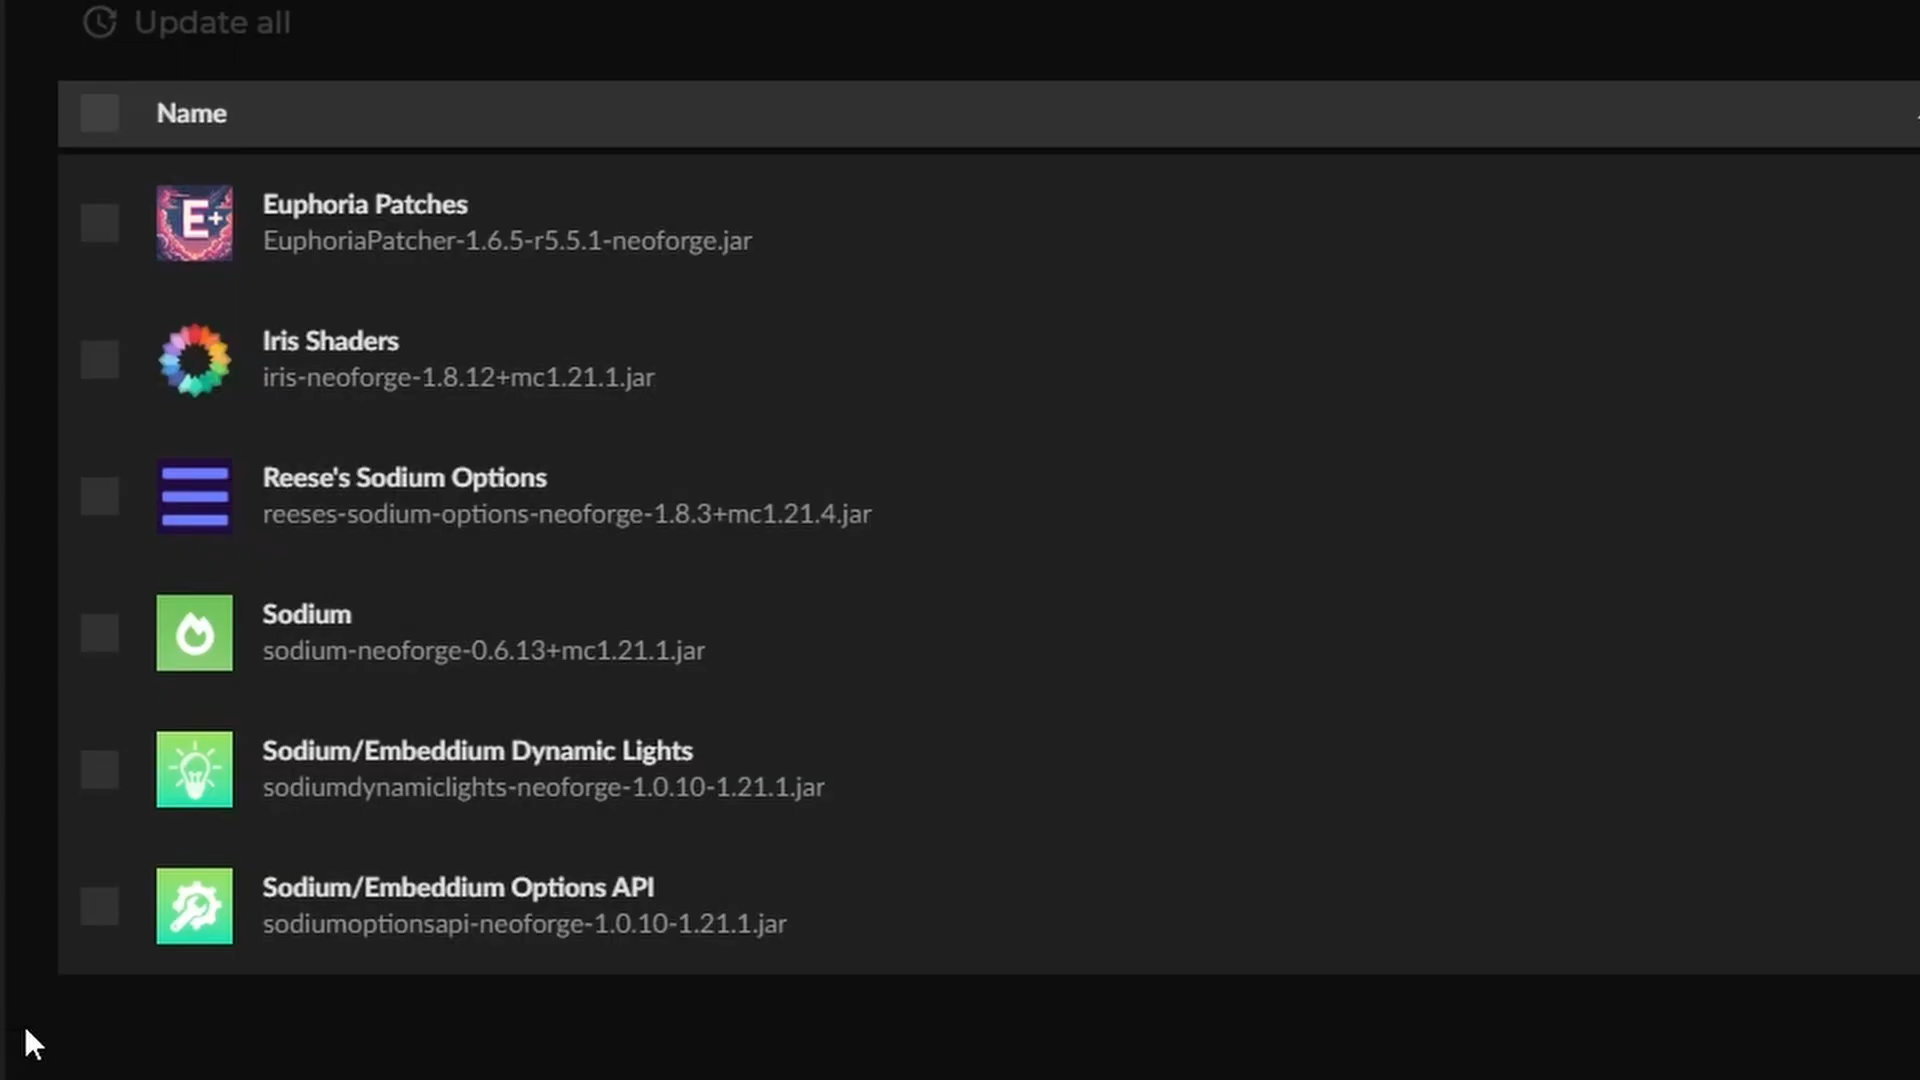 Update all
Name
E+
Euphoria Patches
EuphoriaPatcher-1.6.5-r5.5.1-neoforge.jar
Iris Shaders
iris-neoforge-1.8.12+mc1.21.1.jar
Reese's Sodium Options
reeses-sodium-options-neoforge-1.8.3+mc1.21.4.jar
Sodium
sodium-neoforge-0.6.13+mc1.21.1.jar
Sodium/Embeddium Dynamic Lights
sodiumdynamiclights-neoforge-1.0.10-1.21.1.jar
Sodium/Embeddium Options API
sodiumoptionsapi-neoforge-1.0.10-1.21.1.jar